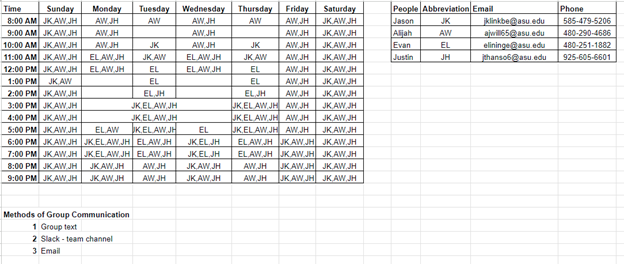 Time Sunday Monday Tuesday Wednesday Thursday Friday Saturday People Abbreviation Email Phone
8:00 AM JK,AW,JH AW,JH AW AW,JH AW AW,JH JK,AW,JH Jason JK jklinkbe@asu.edu 585-479-5206
9:00 AM JK,AW,JH AW,JH AW,JH AW,JH JK,AW,JH Alijah AW ajwill65@asu.edu 480-290-4686
10:00 AM JK,AW,JH AW,JH JK AW,JH JK AW,JH JK,AW,JH Evan EL elininge@asu.edu 480-251-1882
11:00 AM JK,AW,JH EL,AW,JH JK,AW EL,AW,JH JK,AW AW,JH JK,AW,JH Justin JH jthanso6@asu.edu 925-605-6601
12:00 PM JK,AW,JH EL,AW,JH EL EL,AW,JH EL AW,JH JK,AW,JH
1:00 PM JK,AW EL EL AW,JH JK,AW,JH
2:00 PM JK,AW,JH EL,JH EL,JH AW,JH JK,AW,JH
3:00 PM JK,AW,JH JK,EL,AW,JH JK,EL,AW,JH AW,JH JK,AW,JH
4:00 PM JK,AW,JH JK,EL,AW,JH JK,EL,AW,JH AW,JH JK,AW,JH
5:00 PM JK,AW,JH EL,AW JK,EL,AW,JH EL JK,EL,AW,JH AW,JH JK,AW,JH
6:00 PM JK,AW,JH JK,EL,AW,JH EL,AW,JH JK,EL,JH EL,AW,JH JK,AW,JH JK,AW,JH
7:00 PM JK,AW,JH JK,EL,AW,JH EL,AW,JH JK,EL,JH EL,AW,JH JK,AW,JH JK,AW,JH
8:00 PM JK,AW,JH JK,AW,JH AW,JH JK,AW,JH AW,JH JK,AW,JH JK,AW,JH
9:00 PM JK,AW,JH JK,AW,JH AW,JH JK,AW,JH AW,JH JK,AW,JH JK,AW,JH
Methods of Group Communication
1 Group text
2 Slack - team channel
3 Email